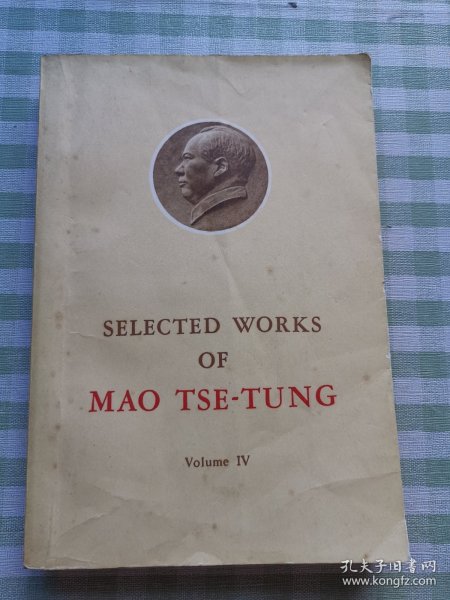 SELECTED WORKS
OF
MAO TSE-TUNG
Volume IV
孔夫子旧书网
www.kongfz.com